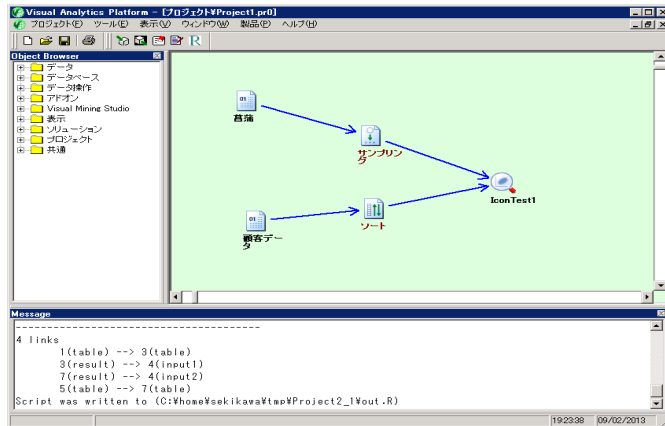 Visual Analytics Platform - [プロジェクト¥Project1.pr0]
プロジェクト(F) ツール(E) 表示(V) ウィンドウ(W) 製品(P) ヘルプ(H)
Object Browser
データ
データベース
データ操作
アドオン
Visual Mining Studio
表示
ソリューション
プロジェクト
共通
菖蒲
サンプリン
グ
IconTest1
ソート
顧客デー
タ
Message
----------------------------------------
4 links
1(table) --> 3(table)
3(result) --> 4(input1)
7(result) --> 4(input2)
5(table) --> 7(table)
Script was written to (C:¥home¥sekikawa¥tmp¥Project2_1¥out.R)
19:23:38 09/02/2013